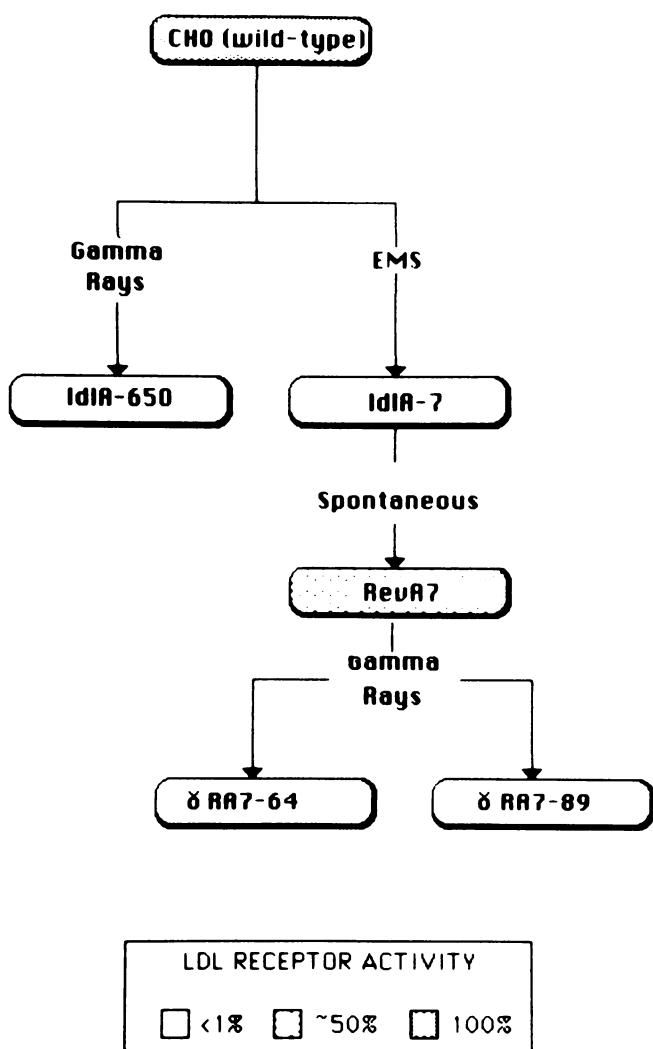 CHO (wild-type)
Gamma
Rays
EMS
ldlA-650
ldlA-7
Spontaneous
RevA7
Gamma
Rays
ɣ RA7-64
ɣ RA7-89
LDL RECEPTOR ACTIVITY
<1%
~50%
100%